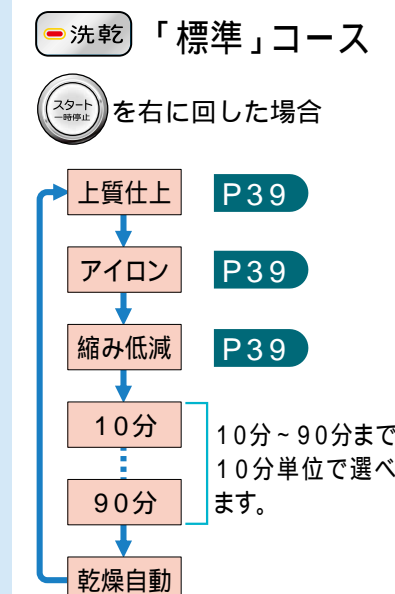 洗乾 「標準」コース
スタート
一時停止
を右に回した場合
上質仕上 P39
アイロン P39
縮み低減 P39
10分
10分~90分まで
10分単位で選べ
ます。
90分
乾燥自動